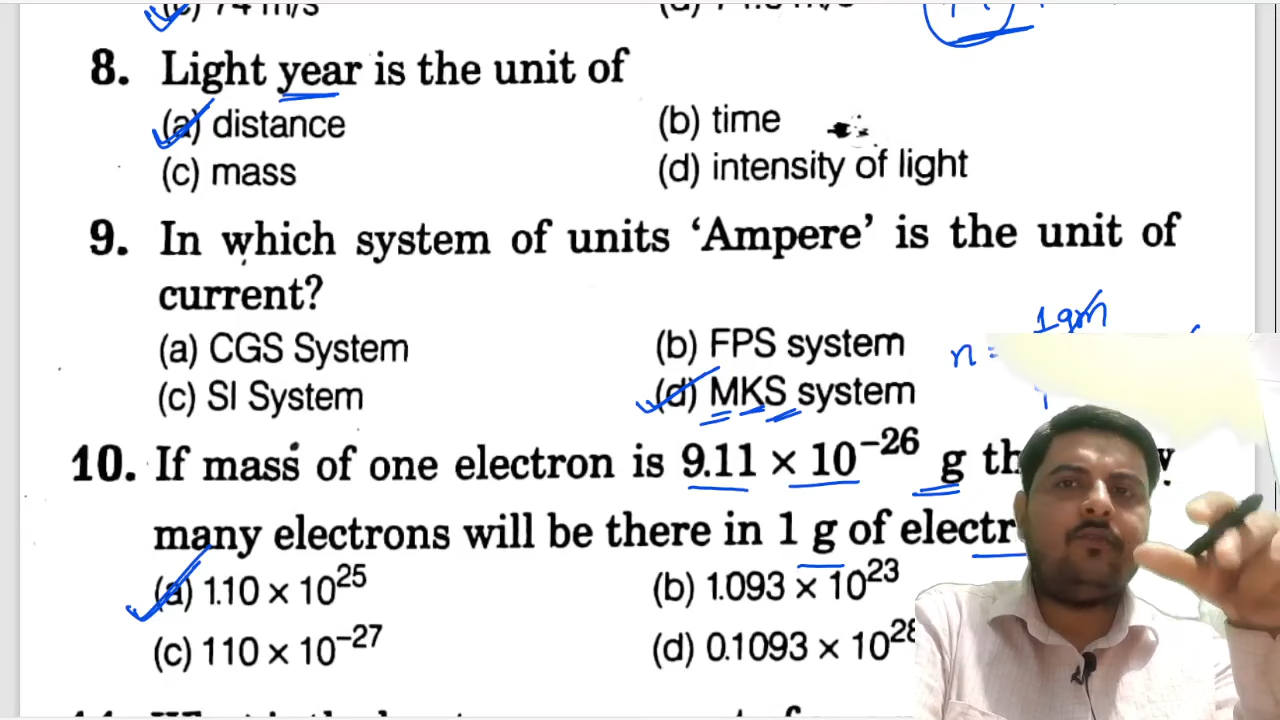 8. Light year is the unit of
(a) distance (b) time
(c) mass (d) intensity of light
9. In which system of units ‘Ampere’ is the unit of
current?
(a) CGS System (b) FPS system
(c) SI System (d) MKS system
1 gm
n =
10. If mass of one electron is 9.11 × 10⁻²⁶ g
many electrons will be there in 1 g of electr
(a) 1.10 × 10²⁵ (b) 1.093 × 10²³
(c) 110 × 10⁻²⁷ (d) 0.1093 × 10²⁸